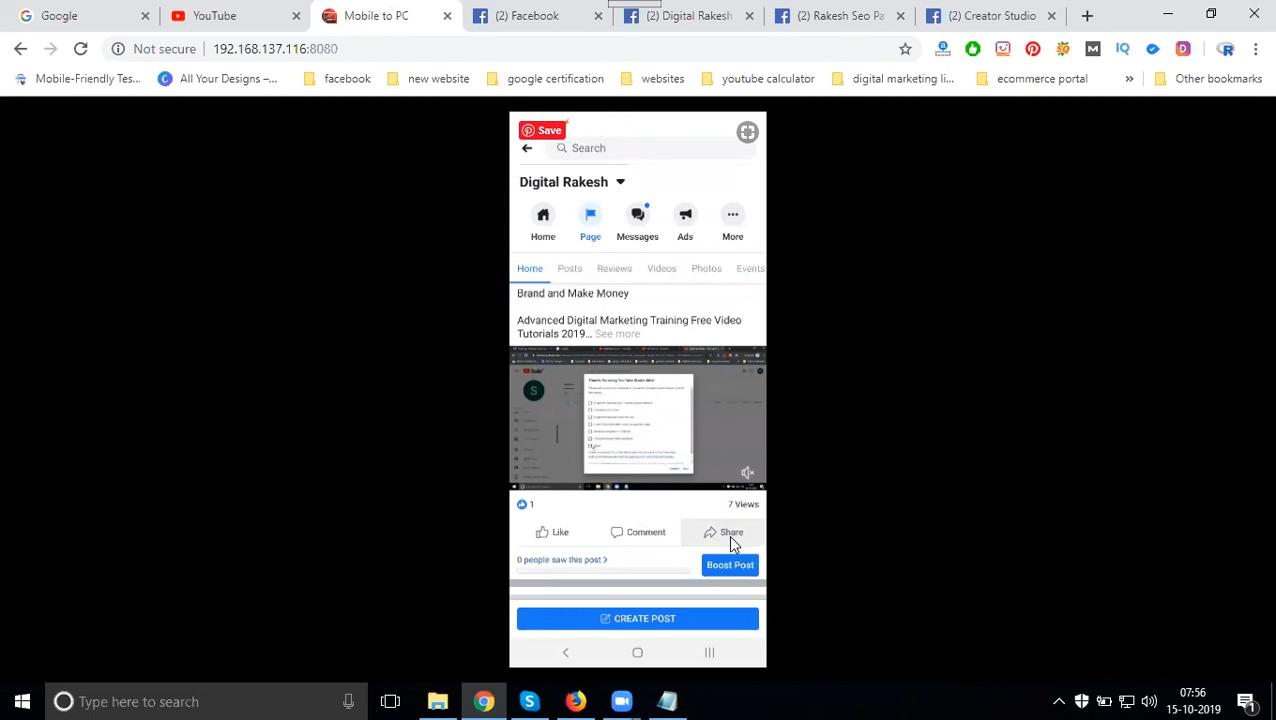 Google
YouTube
Mobile to PC
(2) Facebook
(2) Digital Rakesh
(2) Rakesh Seo Pa
(2) Creator Studio
Not secure
192.168.137.116:8080
Mobile-Friendly Tes...
All Your Designs –...
facebook
new website
google certification
websites
youtube calculator
digital marketing li...
ecommerce portal
Other bookmarks
Save
Search
Digital Rakesh
Home
Page
Messages
Ads
More
Home
Posts
Reviews
Videos
Photos
Events
Brand and Make Money
Advanced Digital Marketing Training Free Video
Tutorials 2019... See more
1
7 Views
Like
Comment
Share
0 people saw this post
Boost Post
CREATE POST
Type here to search
07:56
15-10-2019